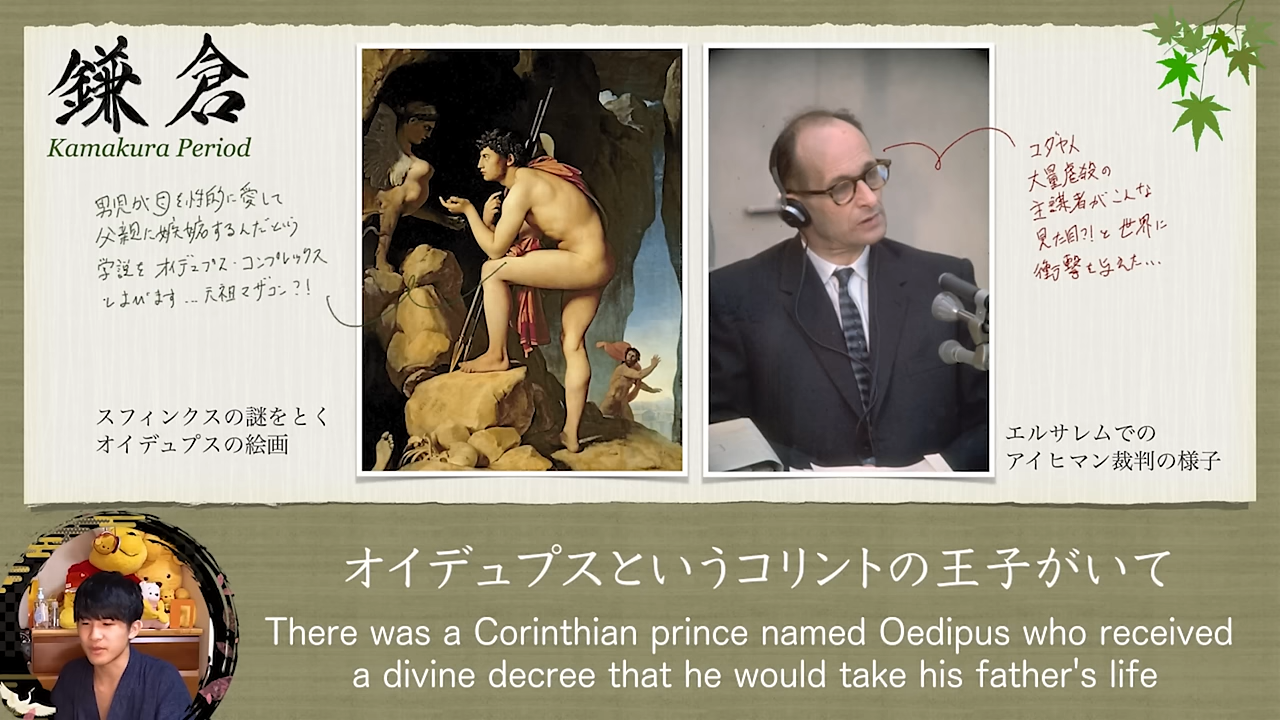 鎌倉
Kamakura Period
男児が母を性的に愛して
父親に嫉妬するんだという
学説を オイデュプス・コンプレックス
といいます…元祖マザコン?!
スフィンクスの謎をとく
オイデュプスの絵画
ユダヤ人
大量虐殺の
主謀者がこんな
見た目?!と世界に
衝撃を与えた…
エルサレムでの
アイヒマン裁判の様子
オイデュプスというコリントの王子がいて
There was a Corinthian prince named Oedipus who received
a divine decree that he would take his father's life